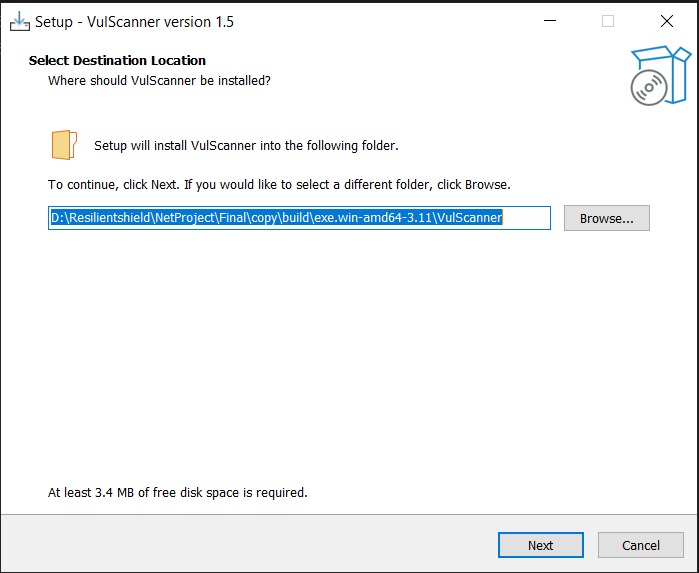 Setup - VulScanner version 1.5
Select Destination Location
Where should VulScanner be installed?
Setup will install VulScanner into the following folder.
To continue, click Next. If you would like to select a different folder, click Browse.
D:\Resilientshield\NetProject\Final\copy\build\exe.win-amd64-3.11\VulScanner
Browse...
At least 3.4 MB of free disk space is required.
Next
Cancel